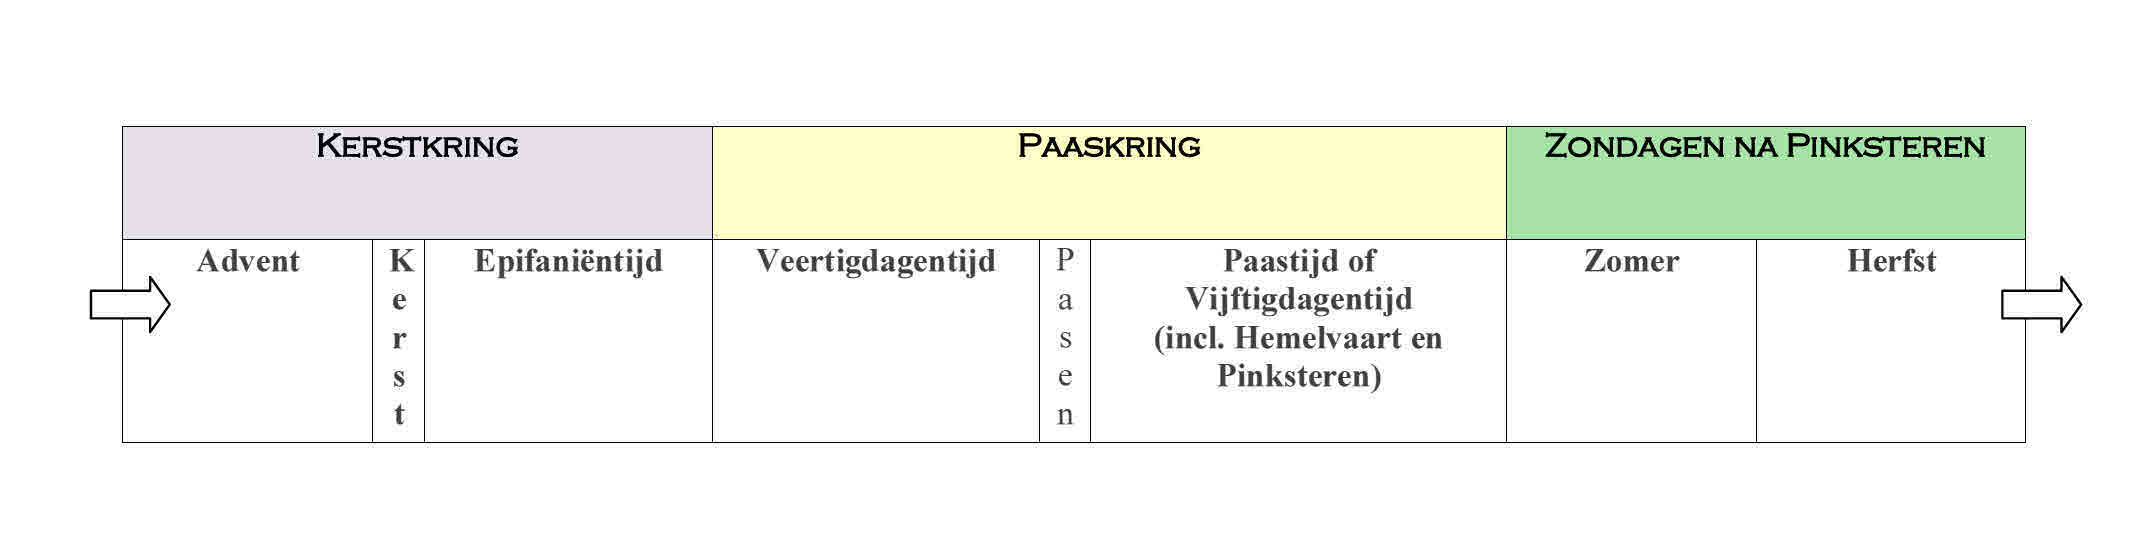 KERSTKRING
PAASKRING
ZONDAGEN NA PINKSTEREN
Advent
Kerst
Epifaniëntijd
Veertigdagentijd
Pasen
Paastijd of
Vijftigdagentijd
(incl. Hemelvaart en
Pinksteren)
Zomer
Herfst